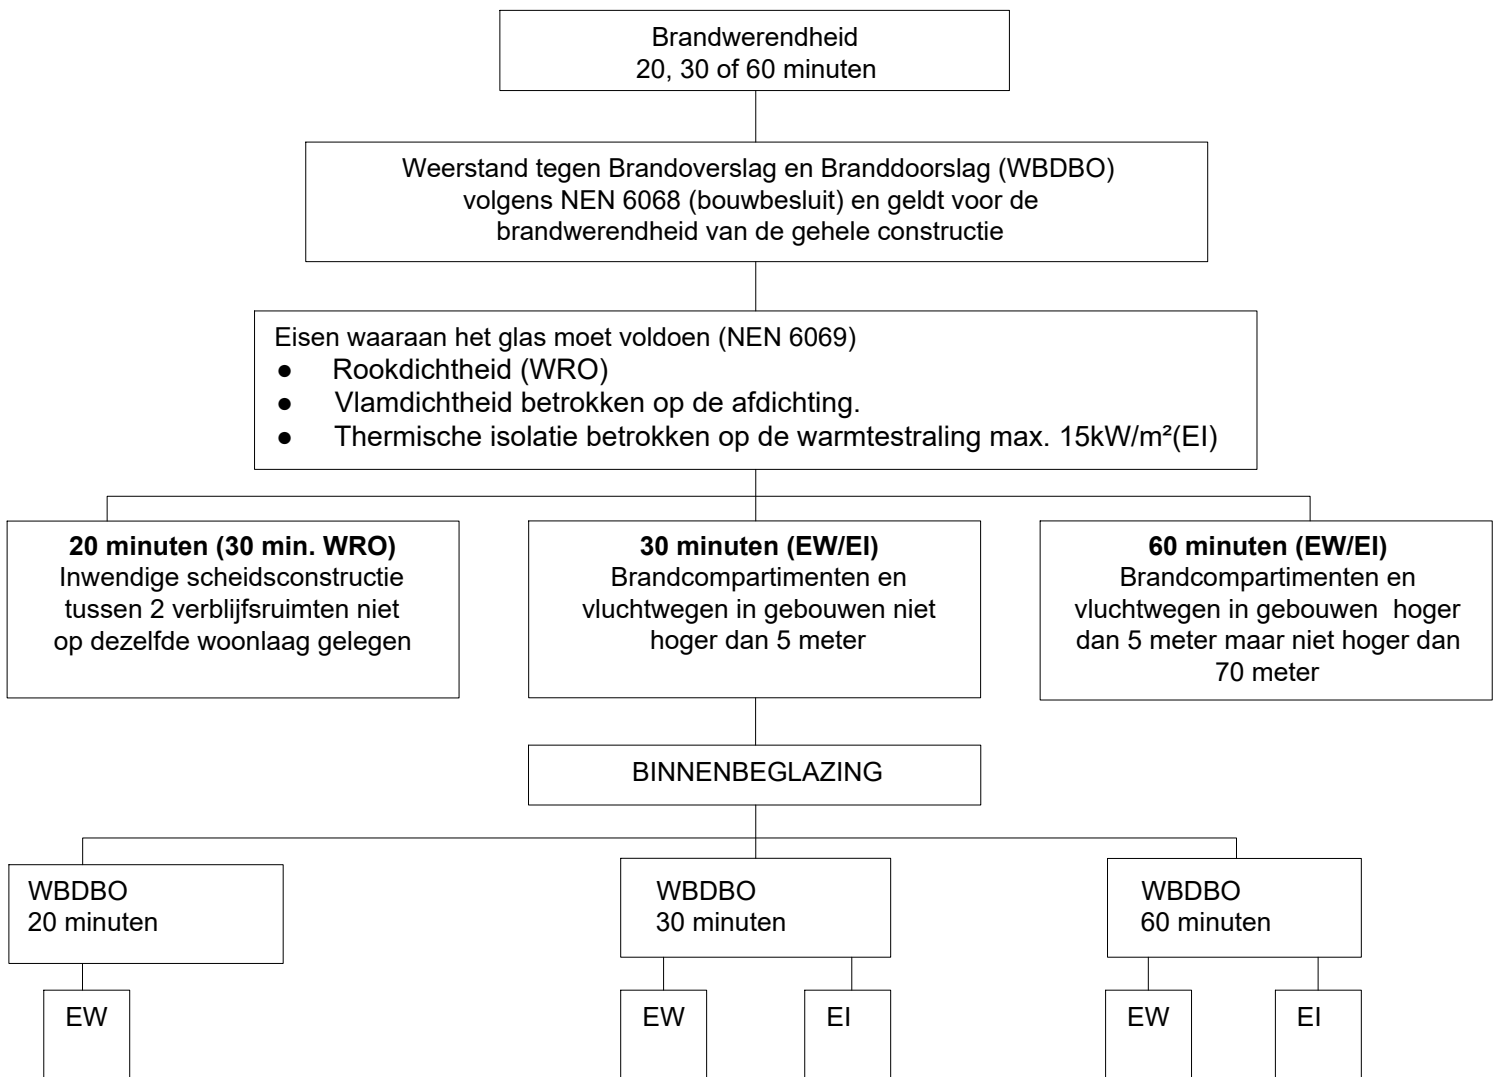 Brandwerendheid
20, 30 of 60 minuten
Weerstand tegen Brandoverslag en Branddoorslag (WBDBO)
volgens NEN 6068 (bouwbesluit) en geldt voor de
brandwerendheid van de gehele constructie
Eisen waaraan het glas moet voldoen (NEN 6069)
● Rookdichtheid (WRO)
● Vlamdichtheid betrokken op de afdichting.
● Thermische isolatie betrokken op de warmtestraling max. 15kW/m²(EI)
20 minuten (30 min. WRO)
Inwendige scheidsconstructie
tussen 2 verblijfsruimten niet
op dezelfde woonlaag gelegen
30 minuten (EW/EI)
Brandcompartimenten en
vluchtwegen in gebouwen niet
hoger dan 5 meter
60 minuten (EW/EI)
Brandcompartimenten en
vluchtwegen in gebouwen hoger
dan 5 meter maar niet hoger dan
70 meter
BINNENBEGLAZING
WBDBO
20 minuten
WBDBO
30 minuten
WBDBO
60 minuten
EW
EW
EI
EW
EI